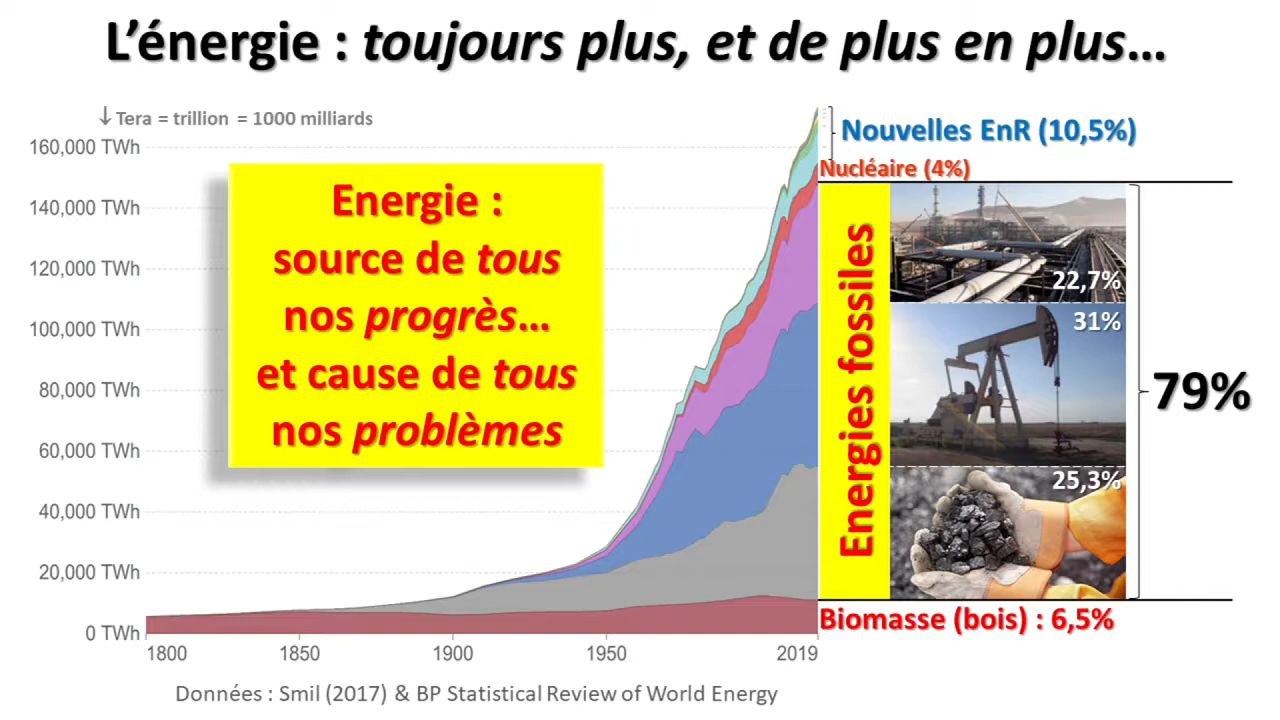 L'énergie : toujours plus, et de plus en plus...
↓ Tera = trillion = 1000 milliards
160,000 TWh
140,000 TWh
120,000 TWh
100,000 TWh
80,000 TWh
60,000 TWh
40,000 TWh
20,000 TWh
0 TWh
1800
1850
1900
1950
2019
Energie :
source de tous
nos progrès...
et cause de tous
nos problèmes
Nouvelles EnR (10,5%)
Nucléaire (4%)
Energies fossiles
22,7%
31%
25,3%
79%
Biomasse (bois) : 6,5%
Données : Smil (2017) & BP Statistical Review of World Energy